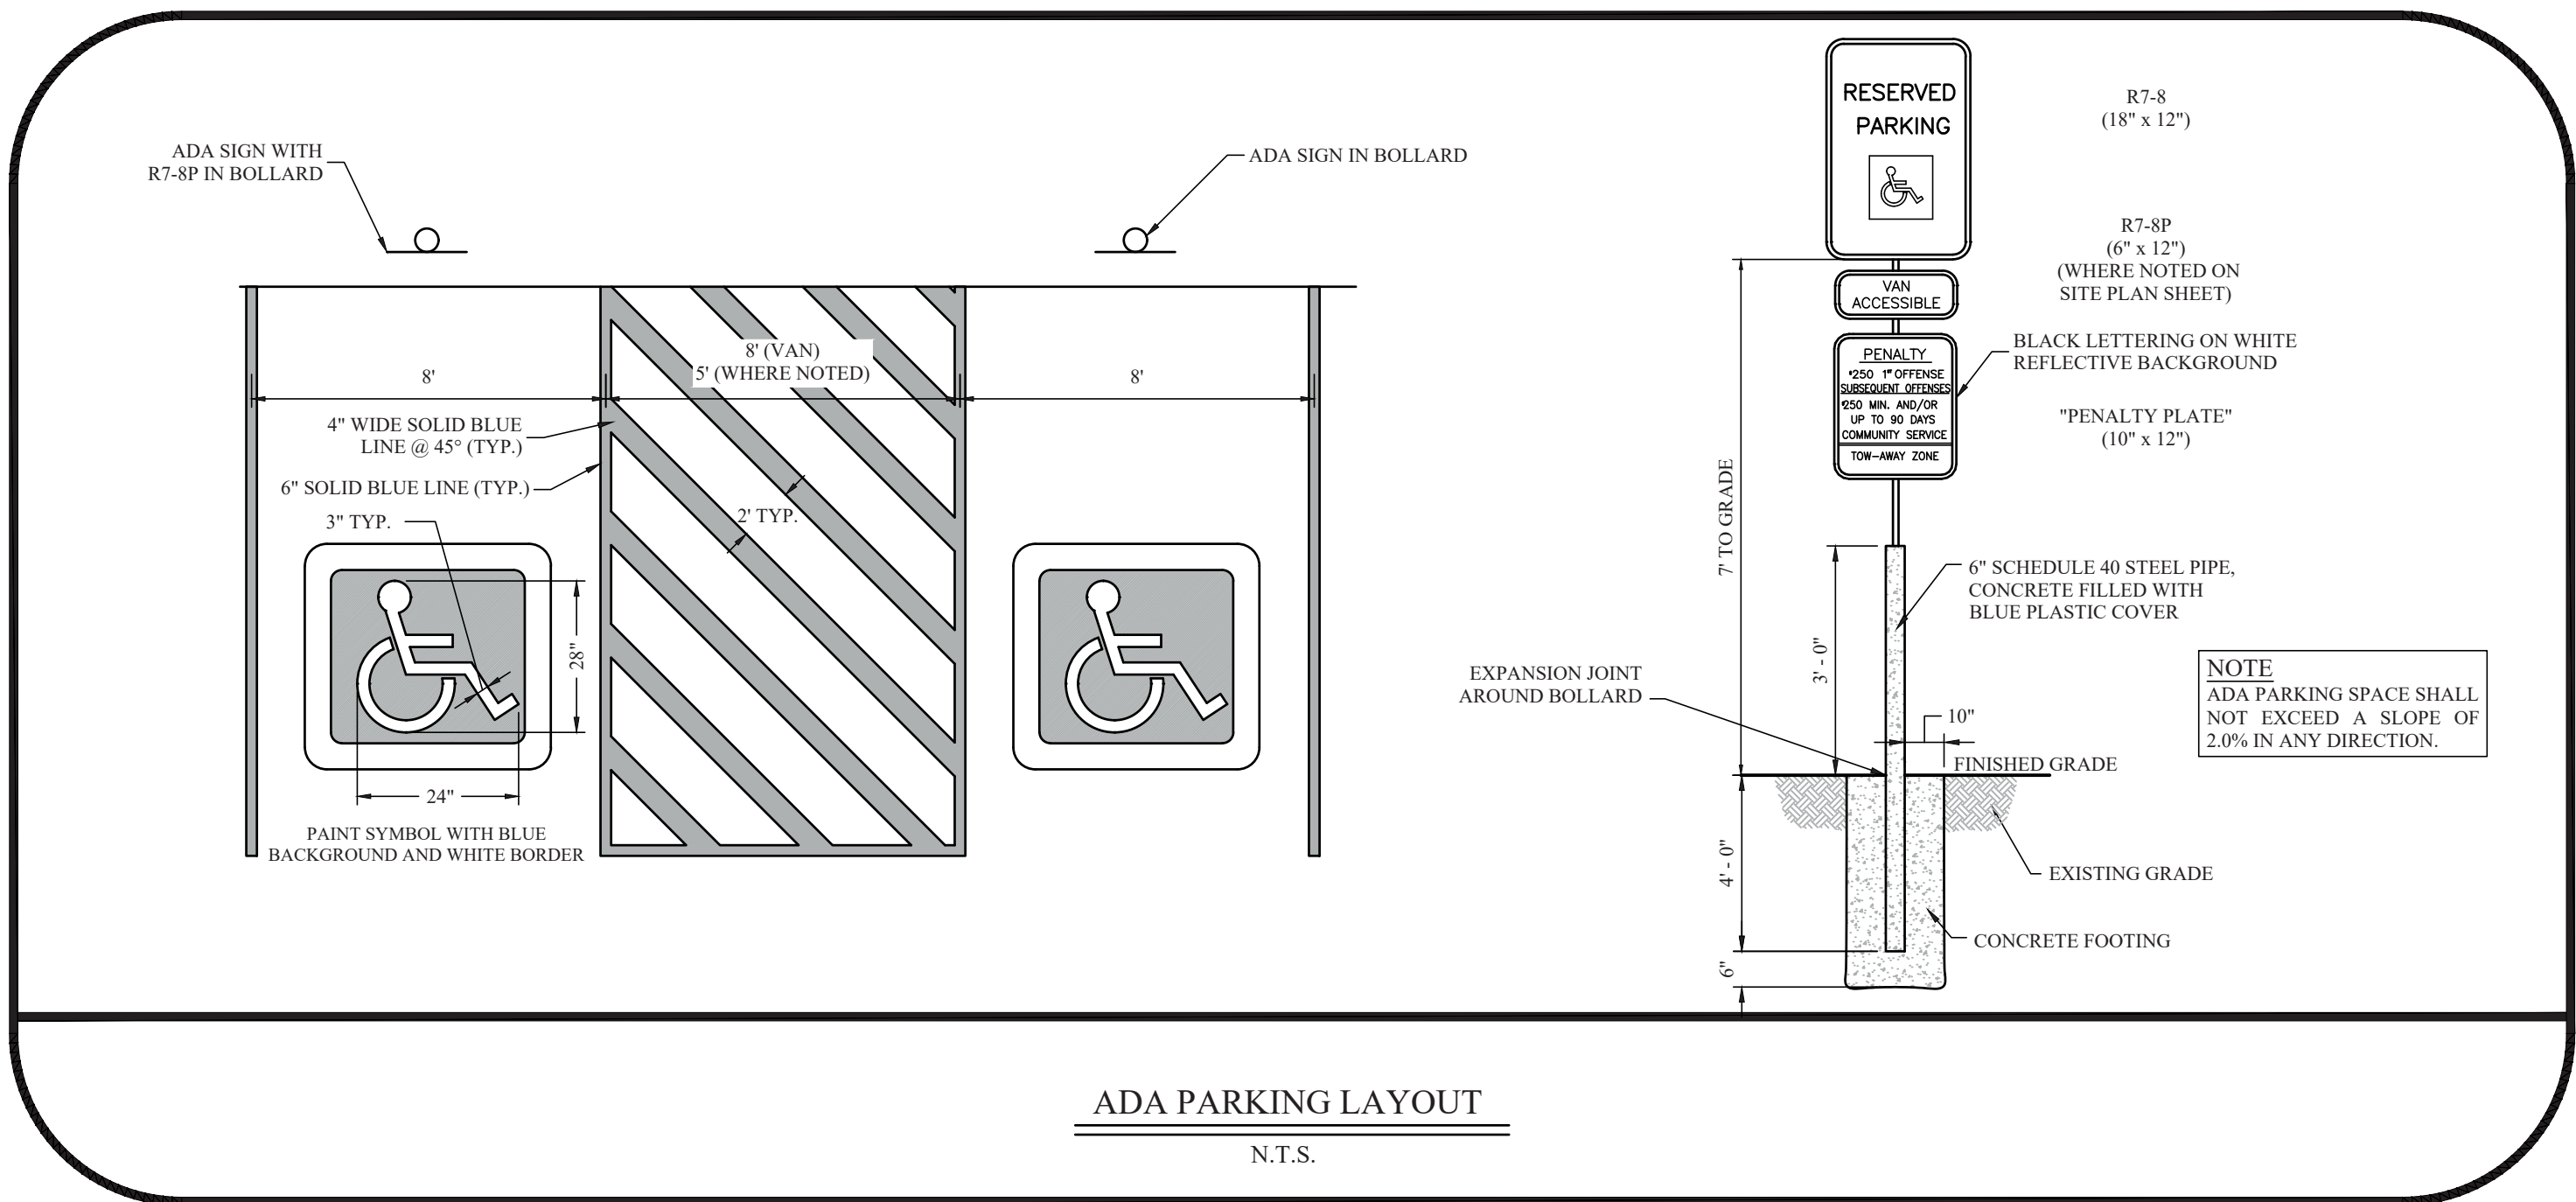 ADA SIGN WITH
R7-8P IN BOLLARD
ADA SIGN IN BOLLARD
8'
8' (VAN)
5' (WHERE NOTED)
8'
4" WIDE SOLID BLUE
LINE @ 45° (TYP.)
6" SOLID BLUE LINE (TYP.)
3" TYP.
2' TYP.
28"
24"
PAINT SYMBOL WITH BLUE
BACKGROUND AND WHITE BORDER
RESERVED
PARKING
VAN
ACCESSIBLE
PENALTY
$250 1ST OFFENSE
SUBSEQUENT OFFENSES
$250 MIN. AND/OR
UP TO 90 DAYS
COMMUNITY SERVICE
TOW-AWAY ZONE
R7-8
(18" x 12")
R7-8P
(6" x 12")
(WHERE NOTED ON
SITE PLAN SHEET)
BLACK LETTERING ON WHITE
REFLECTIVE BACKGROUND
"PENALTY PLATE"
(10" x 12")
7' TO GRADE
3' - 0"
6" SCHEDULE 40 STEEL PIPE,
CONCRETE FILLED WITH
BLUE PLASTIC COVER
EXPANSION JOINT
AROUND BOLLARD
10"
FINISHED GRADE
4' - 0"
EXISTING GRADE
CONCRETE FOOTING
6"
NOTE
ADA PARKING SPACE SHALL
NOT EXCEED A SLOPE OF
2.0% IN ANY DIRECTION.
ADA PARKING LAYOUT
N.T.S.